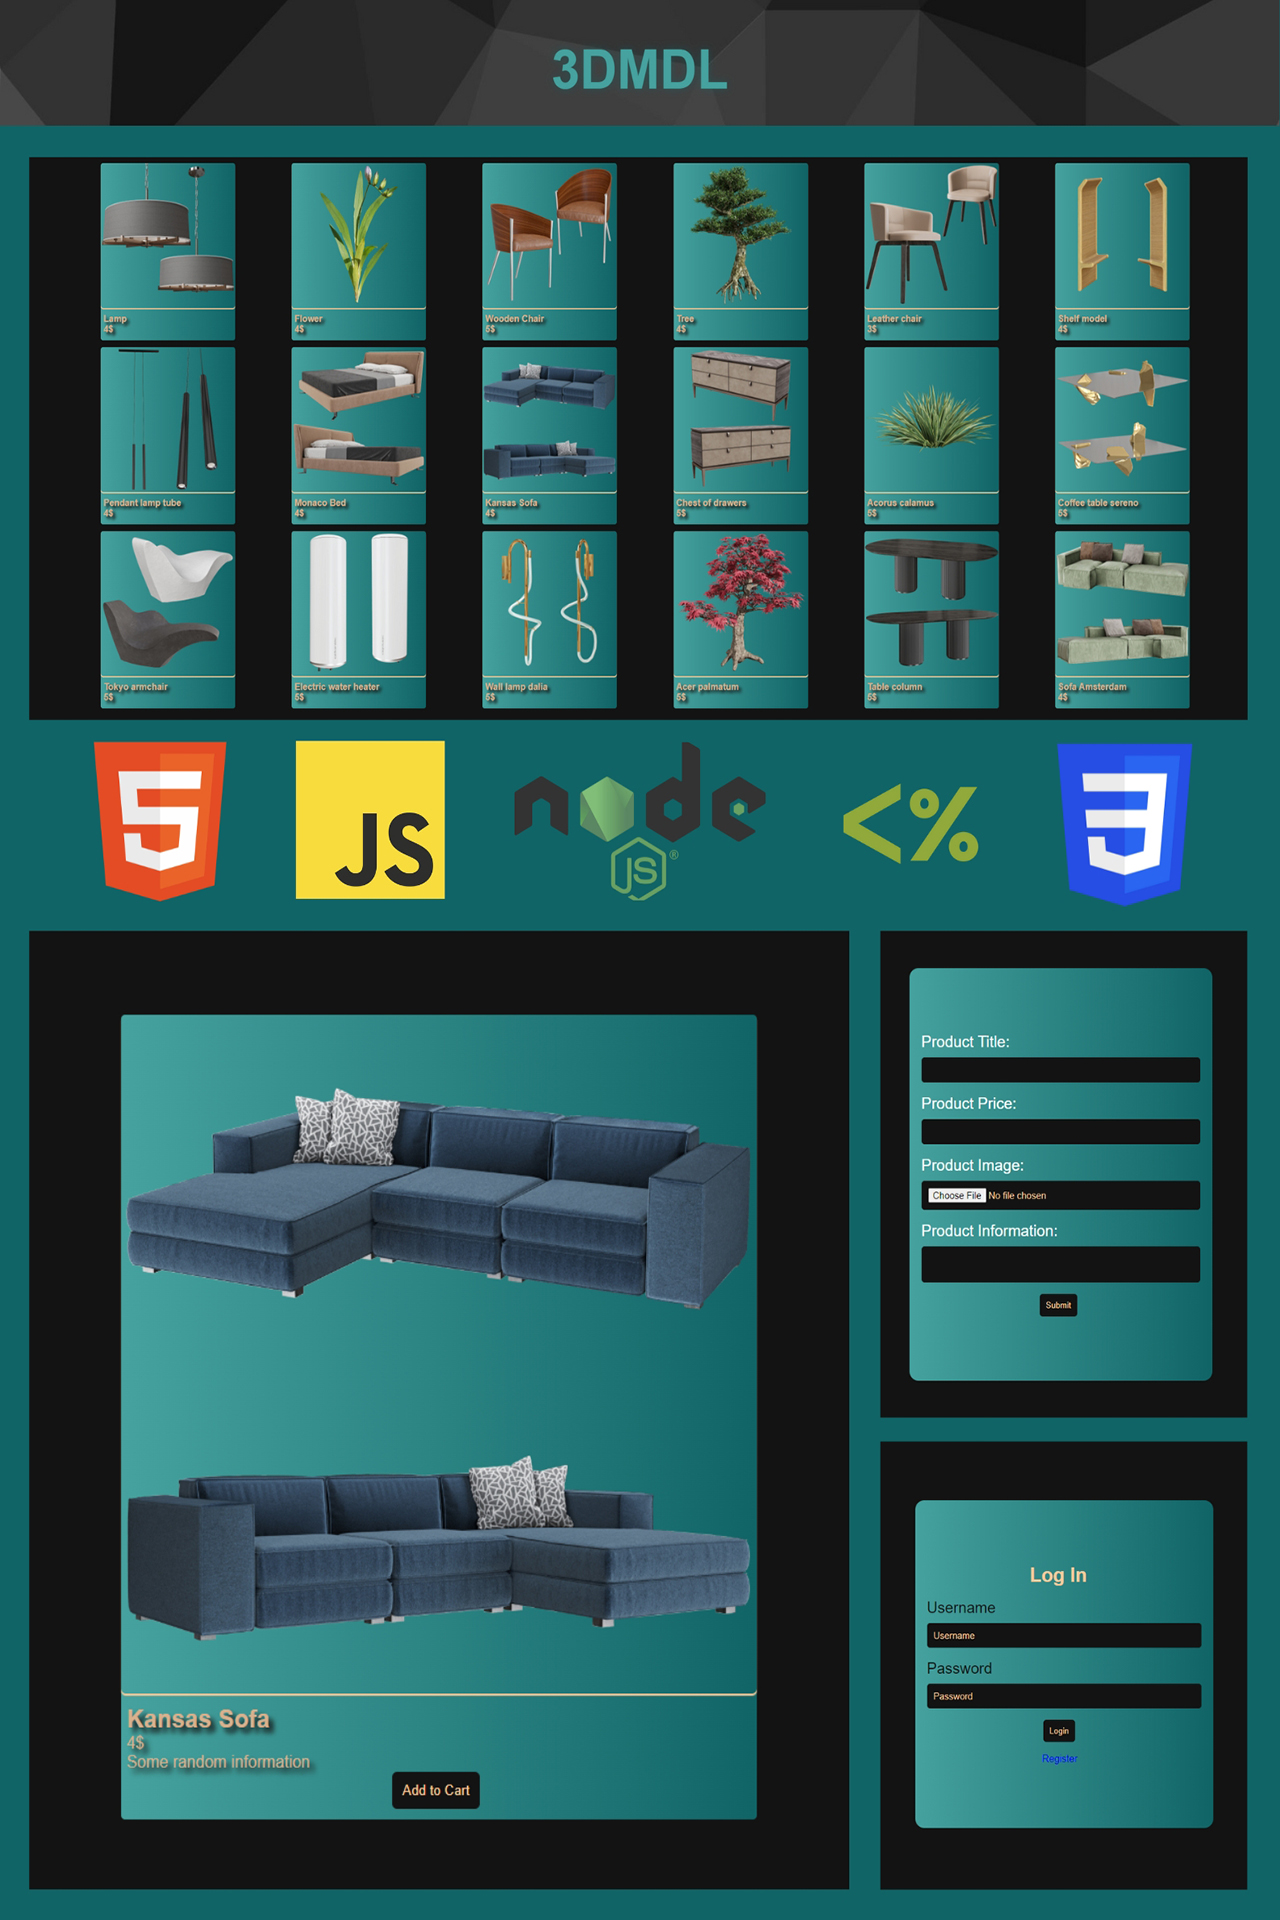 3DMDL
Lamp
4$
Flower
4$
Wooden Chair
5$
Tree
4$
Leather chair
3$
Shelf model
4$
Pendant lamp tube
4$
Monaco Bed
4$
Kansas Sofa
4$
Chest of drawers
5$
Acorus calamus
5$
Coffee table sereno
5$
Tokyo armchair
5$
Electric water heater
5$
Wall lamp dalia
5$
Acer palmatum
5$
Table column
5$
Sofa Amsterdam
4$
5
JS
node
JS®
<%
3
Kansas Sofa
4$
Some random information
Add to Cart
Product Title:
Product Price:
Product Image:
Choose File No file chosen
Product Information:
Submit
Log In
Username
Username
Password
Password
Login
Register